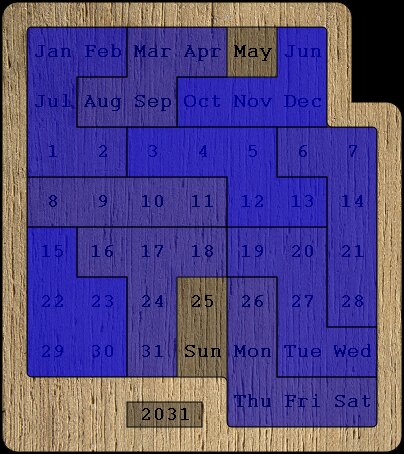 Jan Feb Mar Apr May Jun
Jul Aug Sep Oct Nov Dec
1 2 3 4 5 6 7
8 9 10 11 12 13 14
15 16 17 18 19 20 21
22 23 24 25 26 27 28
29 30 31 Sun Mon Tue Wed
Thu Fri Sat
2031